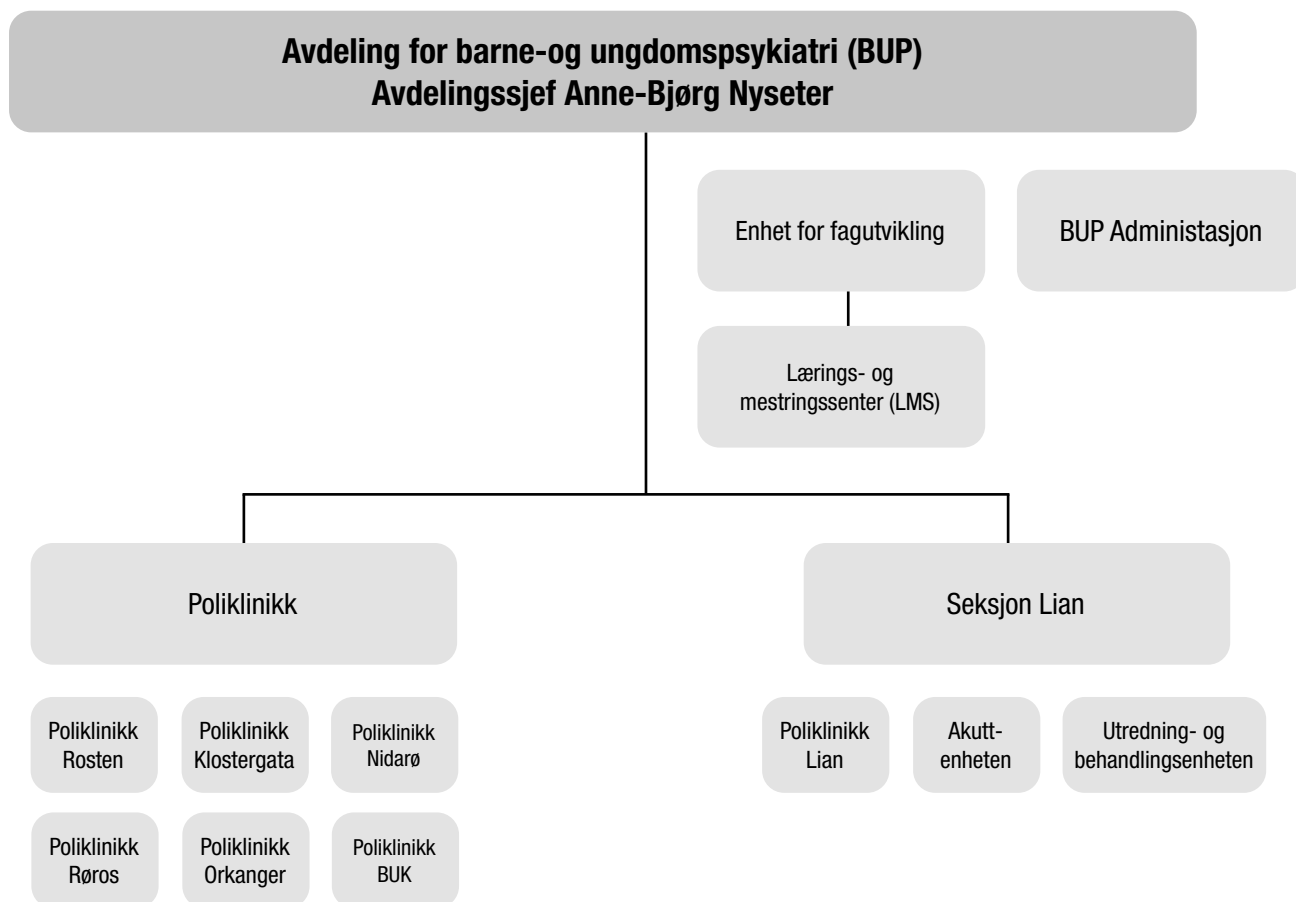 Avdeling for barne-og ungdomspsykiatri (BUP)
Avdelingssjef Anne-Bjørg Nyseter
Enhet for fagutvikling
BUP Administasjon
Lærings- og
mestringssenter (LMS)
Poliklinikk
Seksjon Lian
Poliklinikk
Rosten
Poliklinikk
Klostergata
Poliklinikk
Nidarø
Poliklinikk
Lian
Akutt-
enheten
Utredning- og
behandlingsenheten
Poliklinikk
Røros
Poliklinikk
Orkanger
Poliklinikk
BUK